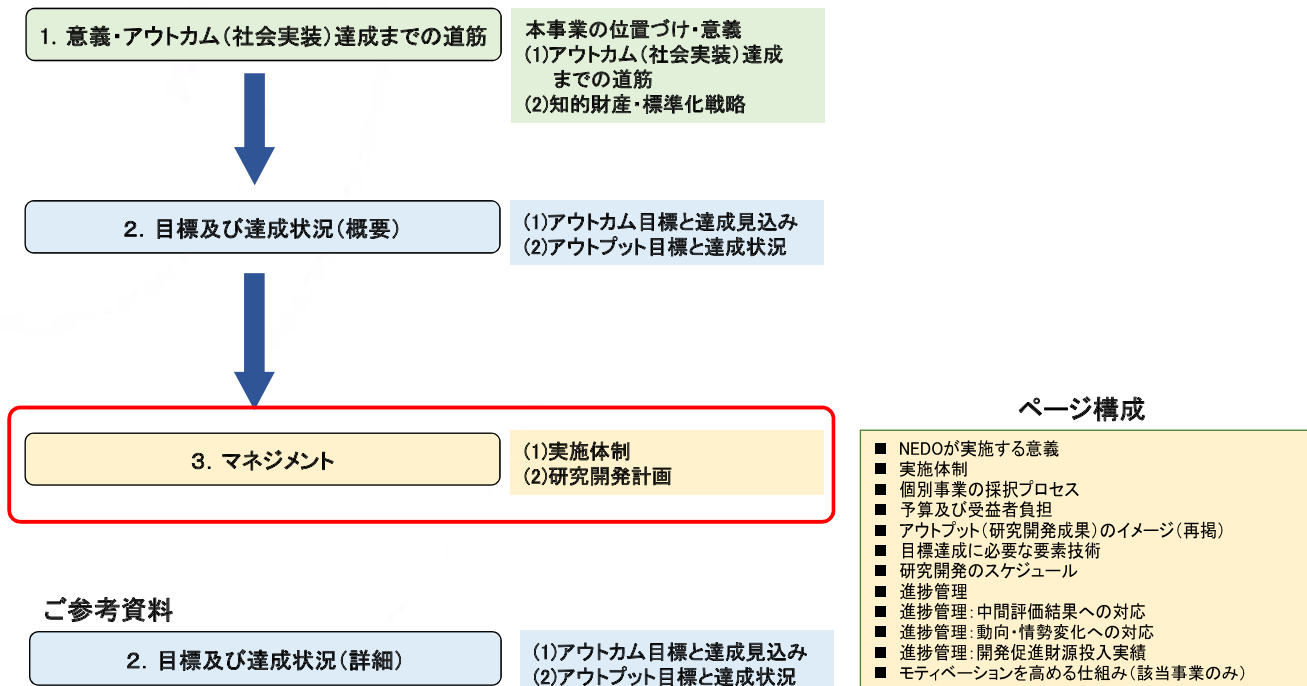 1. 意義・アウトカム(社会実装)達成までの道筋
本事業の位置づけ・意義
(1)アウトカム(社会実装)達成
までの道筋
(2)知的財産・標準化戦略
2. 目標及び達成状況(概要)
(1)アウトカム目標と達成見込み
(2)アウトプット目標と達成状況
3. マネジメント
(1)実施体制
(2)研究開発計画
ページ構成
■ NEDOが実施する意義
■ 実施体制
■ 個別事業の採択プロセス
■ 予算及び受益者負担
■ アウトプット(研究開発成果)のイメージ(再掲)
■ 目標達成に必要な要素技術
■ 研究開発のスケジュール
■ 進捗管理
■ 進捗管理:中間評価結果への対応
■ 進捗管理:動向・情勢変化への対応
■ 進捗管理:開発促進財源投入実績
■ モティベーションを高める仕組み(該当事業のみ)
ご参考資料
2. 目標及び達成状況(詳細)
(1)アウトカム目標と達成見込み
(2)アウトプット目標と達成状況